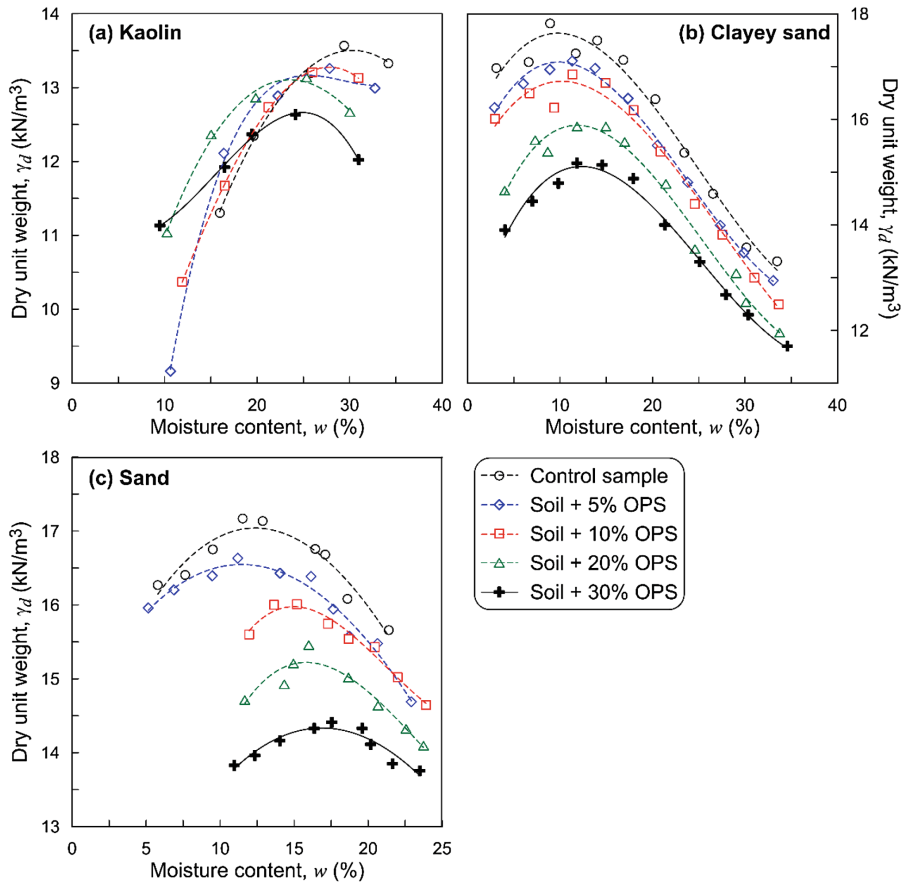 (a) Kaolin
14
13
12
11
10
9
Dry unit weight, γd (kN/m3)
0 10 20 30 40
Moisture content, w (%)
(b) Clayey sand
18
16
14
12
Dry unit weight, γd (kN/m3)
0 10 20 30 40
Moisture content, w (%)
(c) Sand
18
17
16
15
14
13
Dry unit weight, γd (kN/m3)
0 5 10 15 20 25
Moisture content, w (%)
Control sample
Soil + 5% OPS
Soil + 10% OPS
Soil + 20% OPS
Soil + 30% OPS